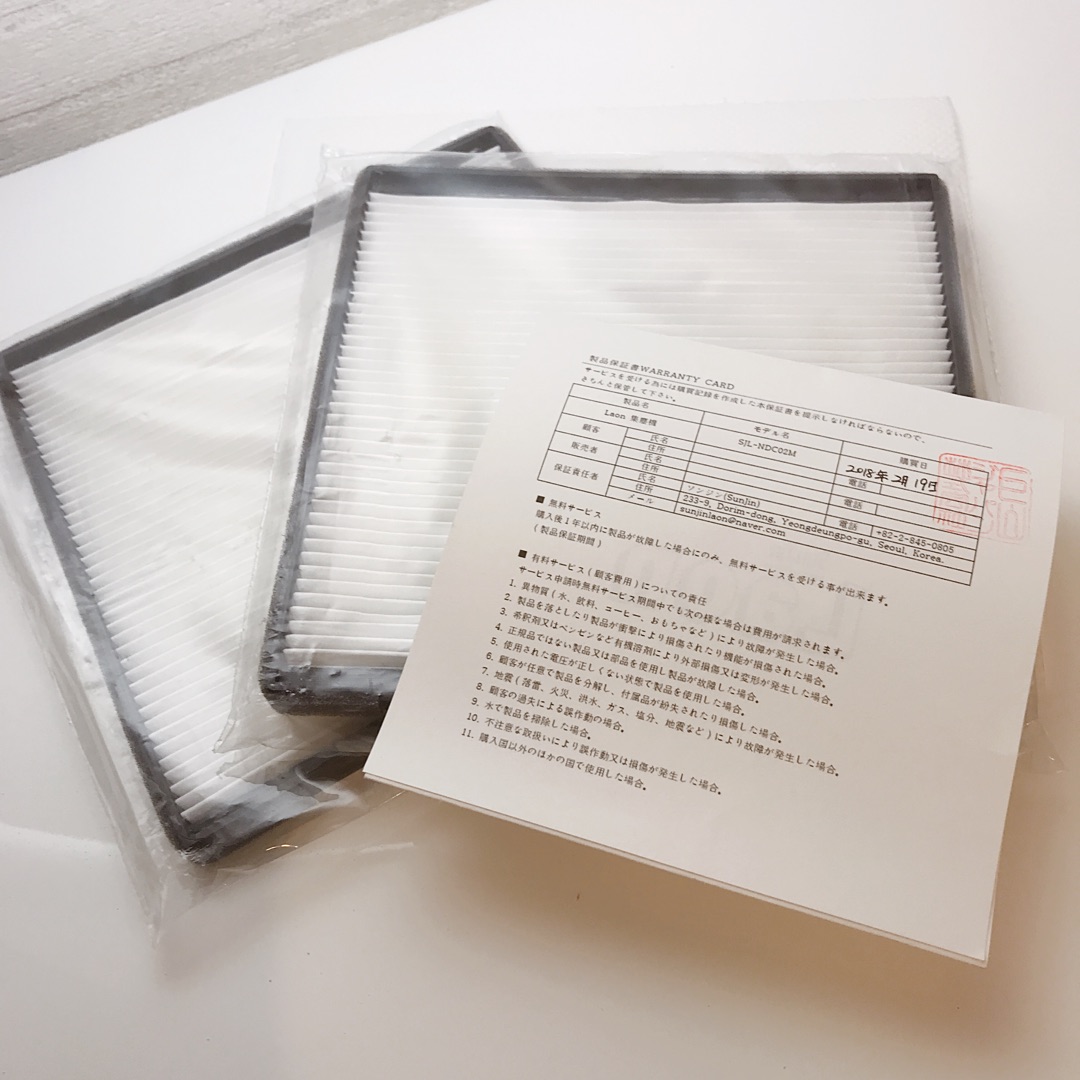 製品保証書WARRANTY CARD
サービスを受ける為には購買記録を作成した本保証書を提示しなければならないので、
きちんと保管して下さい。
製品名 モデル名 購買日
Laon 集塵機 SJL-NDC02M 2018年 2月 19日
顧客 氏名 電話
住所
販売者 氏名 電話
住所
保証責任者 氏名 ソンジン(SunJin) 電話 +82-2-845-0805
住所 233-9, Dorim-dong, Yeongdeungpo-gu, Seoul, Korea.
メール sunjinlaon@naver.com
■ 無料サービス
購入後1年以内に製品が故障した場合にのみ、無料サービスを受ける事が出来ます。
(製品保証期間)
■ 有料サービス(顧客費用)についての責任
サービス申請時無料サービス期間中でも次の様な場合は費用が請求されます。
1. 異物質(水、飲料、コーヒー、おもちゃなど)により故障が発生した場合。
2. 製品を落としたり製品が衝撃により損傷されたり機能が損傷された場合。
3. 希釈剤又はベンゼンなど有機溶剤により外部損傷又は変形が発生した場合。
4. 正規品ではない製品又は部品を使用し製品が故障した場合。
5. 使用された電圧が正しくない状態で製品を使用した場合。
6. 顧客が任意で製品を分解し、付属品が紛失されたり損傷した場合。
7. 地震(落雷、火災、洪水、ガス、塩分、地震など)により故障が発生した場合。
8. 顧客の過失による誤作動の場合。
9. 水で製品を掃除した場合。
10. 不注意な取扱いにより誤作動又は損傷が発生した場合。
11. 購入国以外のほかの国で使用した場合。